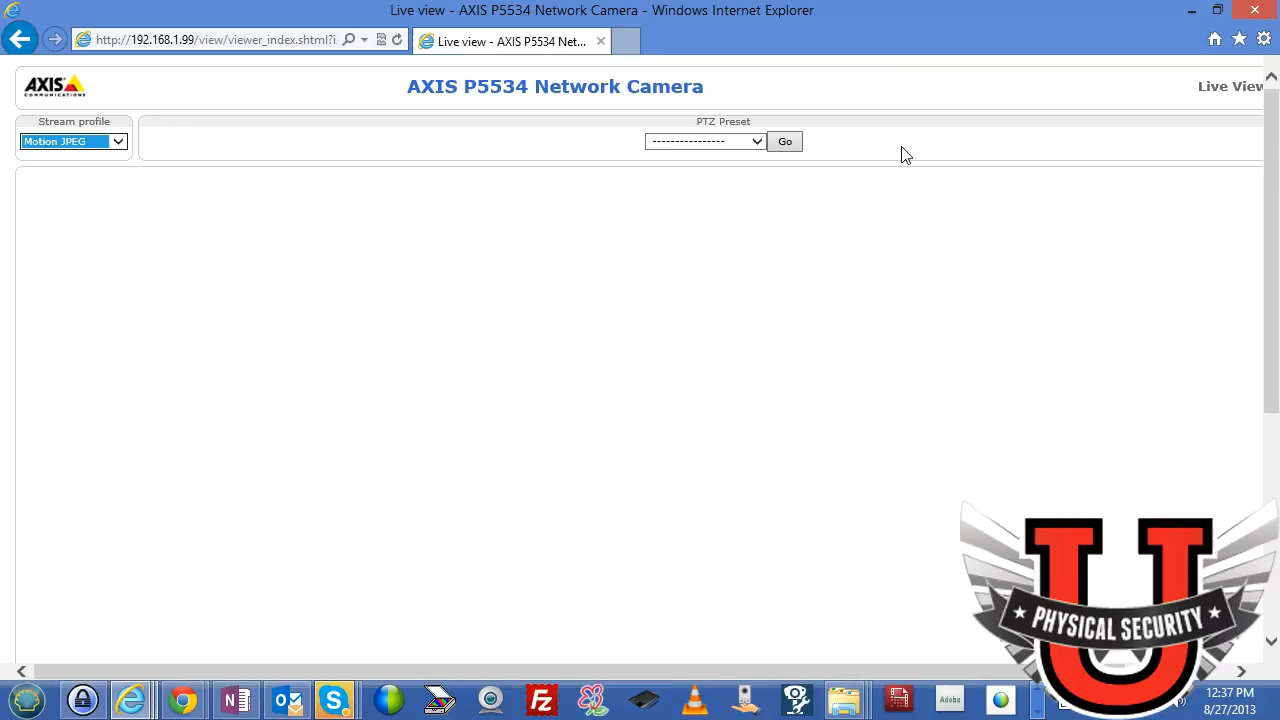 Live view - AXIS P5534 Network Camera - Windows Internet Explorer
http://192.168.1.99/view/viewer_index.shtml?i
Live view - AXIS P5534 Net...
AXIS
COMMUNICATIONS
AXIS P5534 Network Camera
Live View
Stream profile
PTZ Preset
Motion JPEG
----------------
Go
U
PHYSICAL SECURITY
N
O
S
Fz
Adobe
12:37 PM
8/27/2013